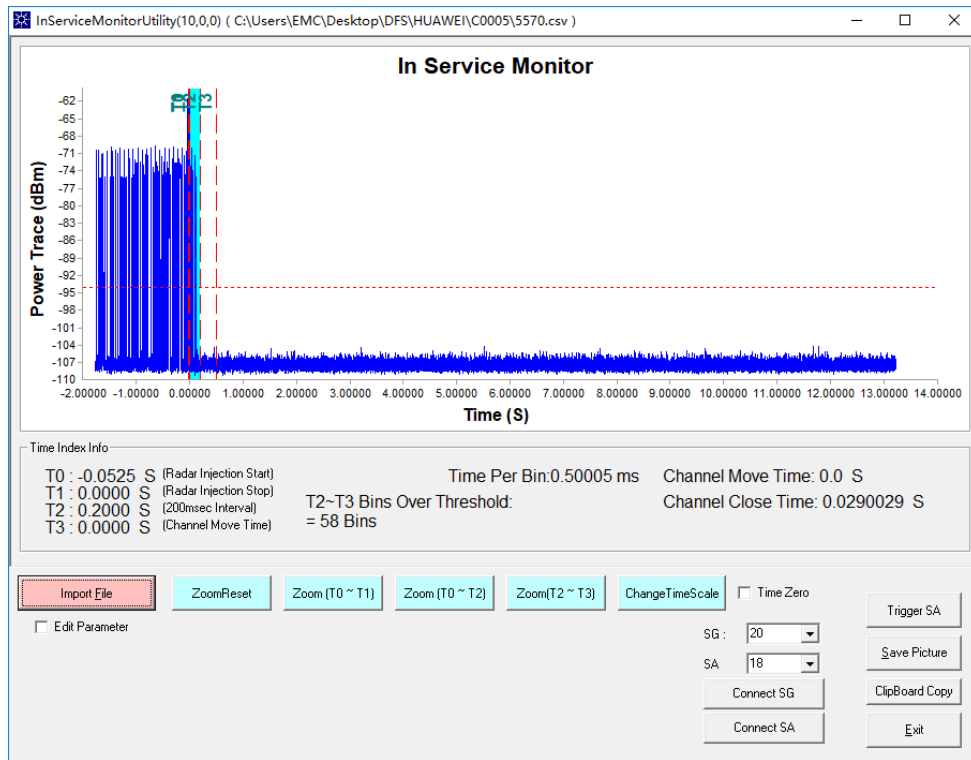 InServiceMonitorUtility(10,0,0) ( C:\Users\EMC\Desktop\DFS\HUAWEI\C0005\5570.csv )
In Service Monitor
T2 T3
Power Trace (dBm)
-62
-65
-68
-71
-74
-77
-80
-83
-86
-89
-92
-95
-98
-101
-104
-107
-110
-2.00000 -1.00000 0.00000 1.00000 2.00000 3.00000 4.00000 5.00000 6.00000 7.00000 8.00000 9.00000 10.00000 11.00000 12.00000 13.00000 14.00000
Time (S)
Time Index Info
T0 : -0.0525 S (Radar Injection Start)
T1 : 0.0000 S (Radar Injection Stop)
T2 : 0.2000 S (200msec Interval)
T3 : 0.0000 S (Channel Move Time)
Time Per Bin:0.50005 ms
T2~T3 Bins Over Threshold:
= 58 Bins
Channel Move Time: 0.0 S
Channel Close Time: 0.0290029 S
Import File
ZoomReset
Zoom (T0 ~ T1)
Zoom (T0 ~ T2)
Zoom(T2 ~ T3)
ChangeTimeScale
Time Zero
Edit Parameter
SG : 20
SA 18
Connect SG
Connect SA
Trigger SA
Save Picture
ClipBoard Copy
Exit